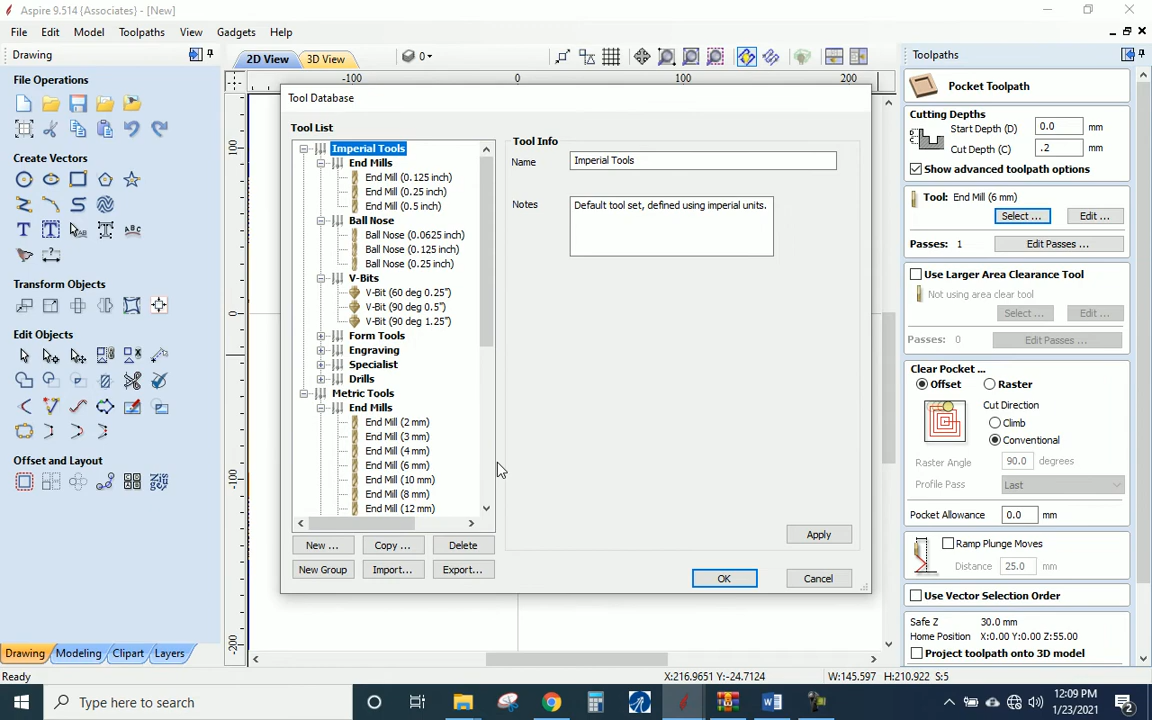 Aspire 9.514 {Associates} - [New]
File Edit Model Toolpaths View Gadgets Help
Drawing
File Operations
Create Vectors
Transform Objects
Edit Objects
Offset and Layout
Drawing Modeling Clipart Layers
2D View 3D View
0
-100 0 100 200
100
0
-100
-200
Tool Database
Tool List
Imperial Tools
End Mills
End Mill (0.125 inch)
End Mill (0.25 inch)
End Mill (0.5 inch)
Ball Nose
Ball Nose (0.0625 inch)
Ball Nose (0.125 inch)
Ball Nose (0.25 inch)
V-Bits
V-Bit (60 deg 0.25")
V-Bit (90 deg 0.5")
V-Bit (90 deg 1.25")
Form Tools
Engraving
Specialist
Drills
Metric Tools
End Mills
End Mill (2 mm)
End Mill (3 mm)
End Mill (4 mm)
End Mill (6 mm)
End Mill (10 mm)
End Mill (8 mm)
End Mill (12 mm)
New ... Copy ... Delete
New Group Import... Export...
Tool Info
Name Imperial Tools
Notes Default tool set, defined using imperial units.
Apply
OK Cancel
Toolpaths
Pocket Toolpath
Cutting Depths
Start Depth (D) 0.0 mm
Cut Depth (C) .2 mm
Show advanced toolpath options
Tool: End Mill (6 mm)
Select ... Edit ...
Passes: 1 Edit Passes ...
Use Larger Area Clearance Tool
Not using area clear tool
Select ... Edit ...
Passes: 0 Edit Passes ...
Clear Pocket ...
Offset Raster
Cut Direction
Climb
Conventional
Raster Angle 90.0 degrees
Profile Pass Last
Pocket Allowance 0.0 mm
Ramp Plunge Moves
Distance 25.0 mm
Use Vector Selection Order
Safe Z 30.0 mm
Home Position X:0.00 Y:0.00 Z:55.00
Project toolpath onto 3D model
Ready
X:216.9651 Y:-24.7124 W:145.597 H:210.922 S:5
Type here to search
12:09 PM
1/23/2021
2